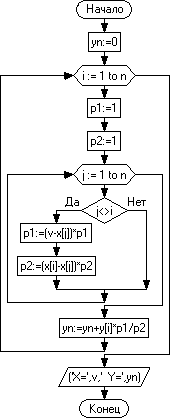 Начало
yn:=0
i := 1 to n
p1:=1
p2:=1
i := 1 to n
Да
j<>i
Нет
p1:=(v-x[j])*p1
p2:=(x[i]-x[j])*p2
yn:=yn+y[i]*p1/p2
('X=',v,' Y=',yn)
Конец